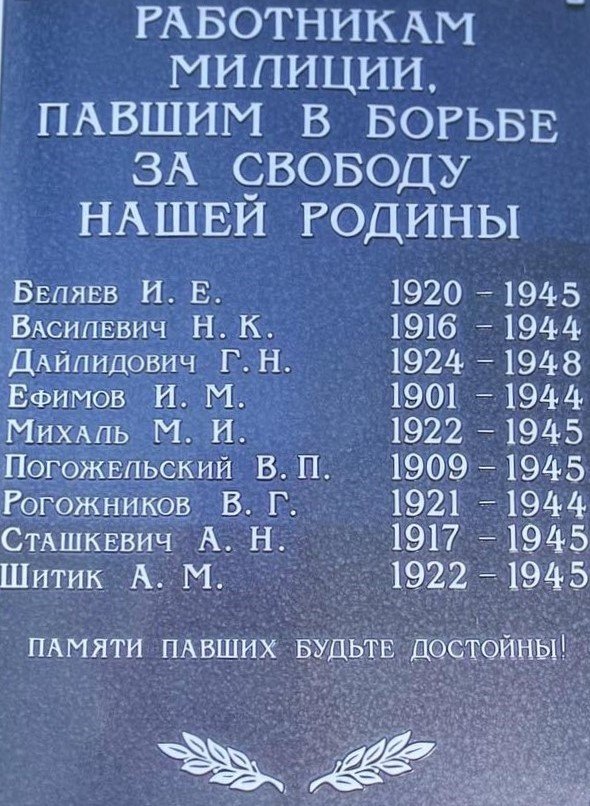 РАБОТНИКАМ
МИЛИЦИИ,
ПАВШИМ В БОРЬБЕ
ЗА СВОБОДУ
НАШЕЙ РОДИНЫ
БЕЛЯЕВ И. Е. 1920 – 1945
ВАСИЛЕВИЧ Н. К. 1916 – 1944
ДАЙЛИДОВИЧ Г. Н. 1924 – 1948
ЕФИМОВ И. М. 1901 – 1944
МИХАЛЬ М. И. 1922 – 1945
ПОГОЖЕЛЬСКИЙ В. П. 1909 – 1945
РОГОЖНИКОВ В. Г. 1921 – 1944
СТАШКЕВИЧ А. Н. 1917 – 1945
ШИТИК А. М. 1922 – 1945
ПАМЯТИ ПАВШИХ БУДЬТЕ ДОСТОЙНЫ!